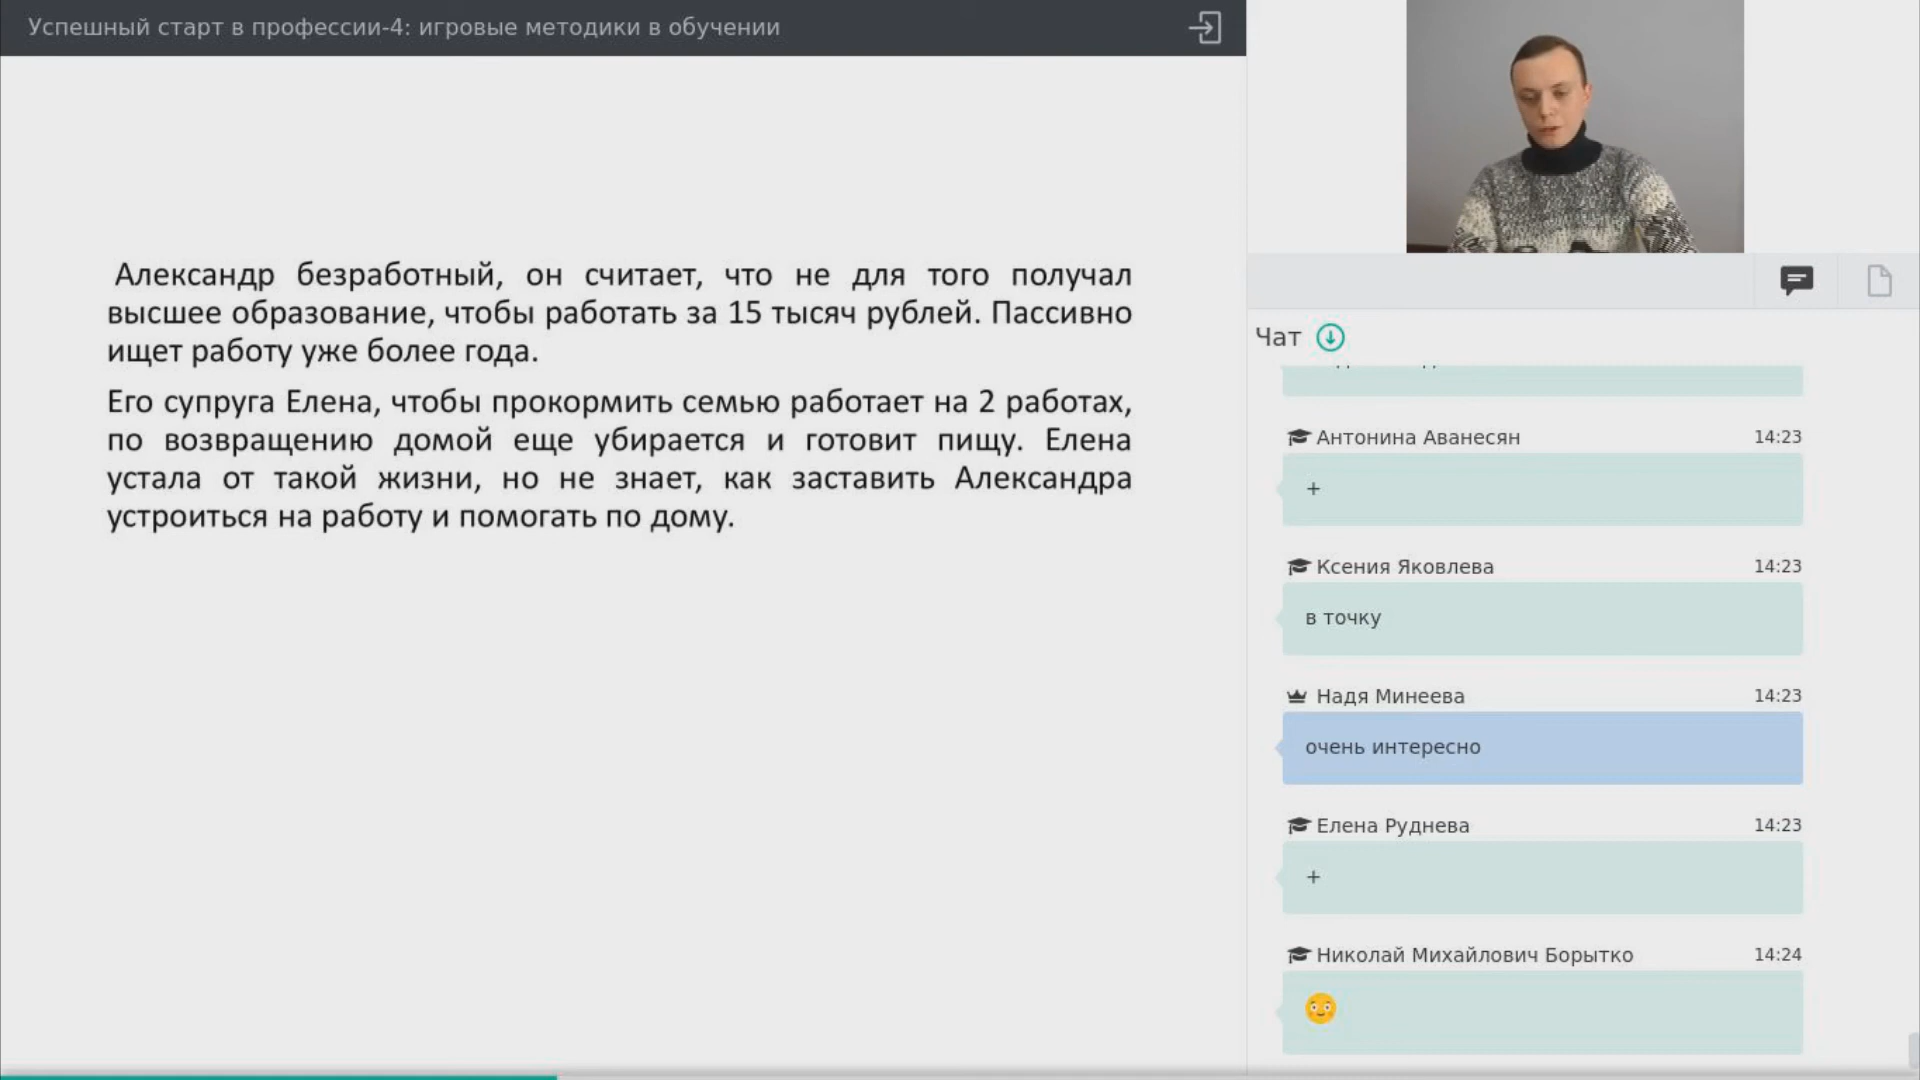 Успешный старт в профессии-4: игровые методики в обучении
Александр безработный, он считает, что не для того получал
высшее образование, чтобы работать за 15 тысяч рублей. Пассивно
ищет работу уже более года.
Его супруга Елена, чтобы прокормить семью работает на 2 работах,
по возвращению домой еще убирается и готовит пищу. Елена
устала от такой жизни, но не знает, как заставить Александра
устроиться на работу и помогать по дому.
Чат
Антонина Аванесян 14:23
+
Ксения Яковлева 14:23
в точку
Надя Минеева 14:23
очень интересно
Елена Руднева 14:23
+
Николай Михайлович Борытко 14:24